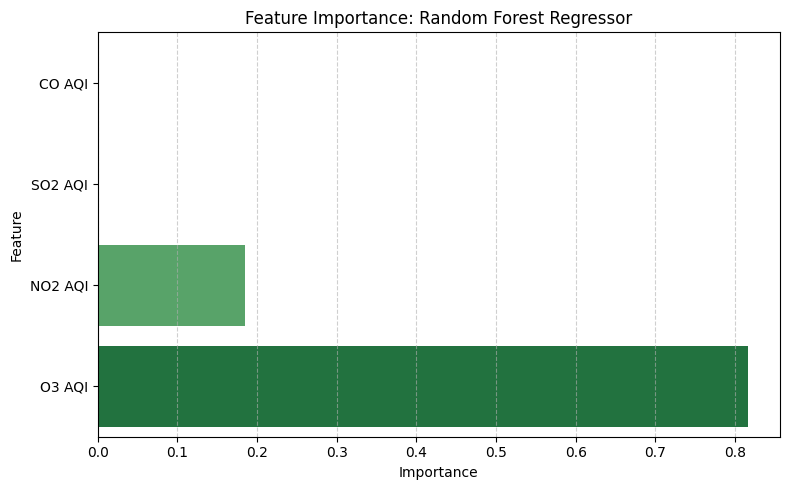 Feature Importance: Random Forest Regressor
CO AQI
SO2 AQI
NO2 AQI
O3 AQI
Feature
0.0 0.1 0.2 0.3 0.4 0.5 0.6 0.7 0.8
Importance